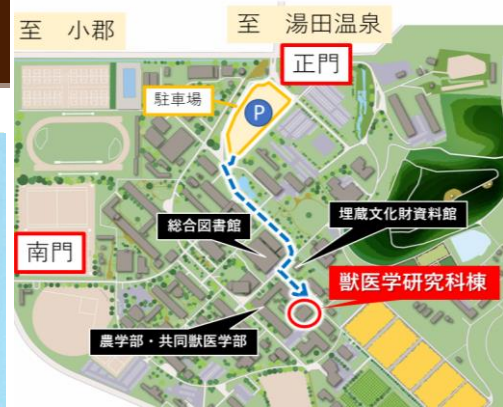 至 小郡
至 湯田温泉
正門
駐車場
P
総合図書館
埋蔵文化財資料館
南門
獣医学研究科棟
農学部・共同獣医学部